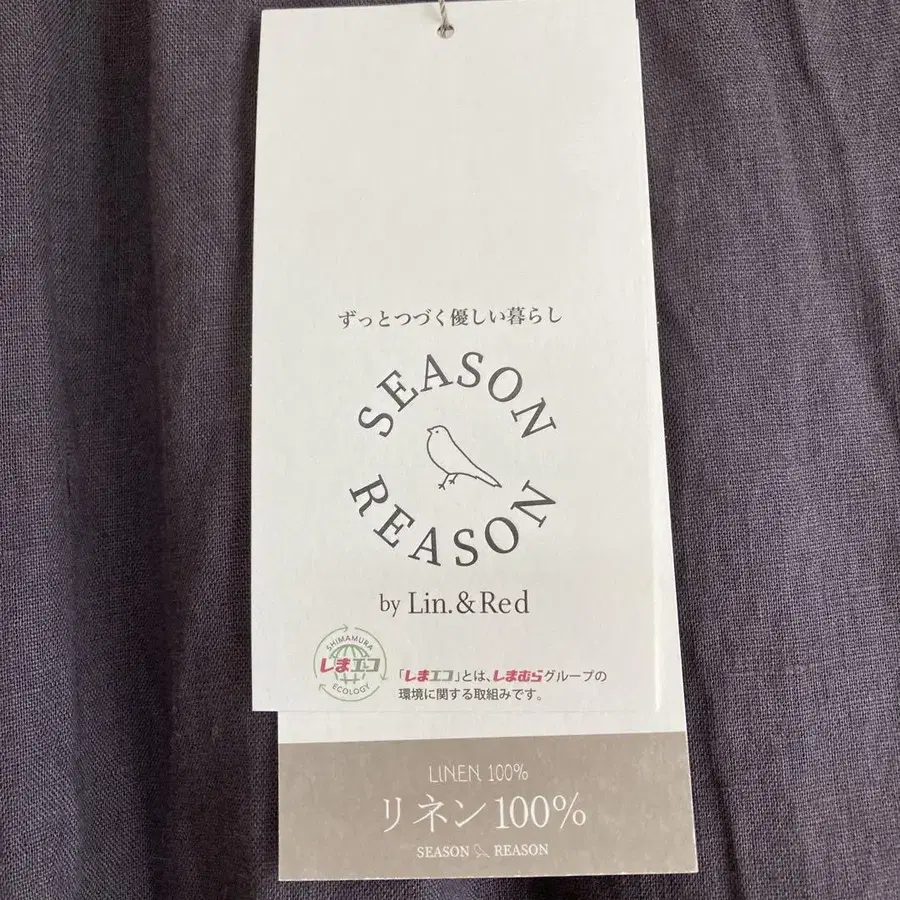 ずっとつづく優しい暮らし
SEASON
REASON
by Lin.&Red
SHIMAMURA
しまエコ
ECOLOGY
「しまエコ」とは、しまむらグループの
環境に関する取組みです。
LINEN 100%
リネン100%
SEASON REASON